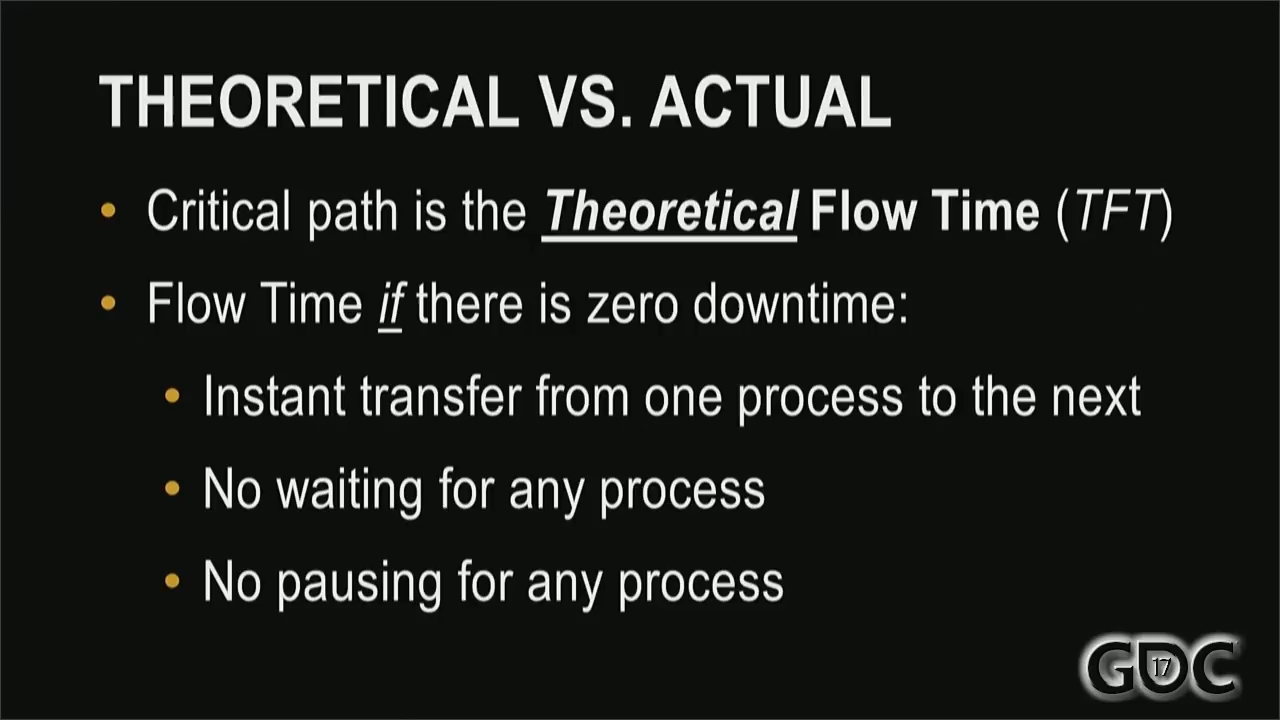 THEORETICAL VS. ACTUAL
• Critical path is the Theoretical Flow Time (TFT)
• Flow Time if there is zero downtime:
• Instant transfer from one process to the next
• No waiting for any process
• No pausing for any process
GDC
17